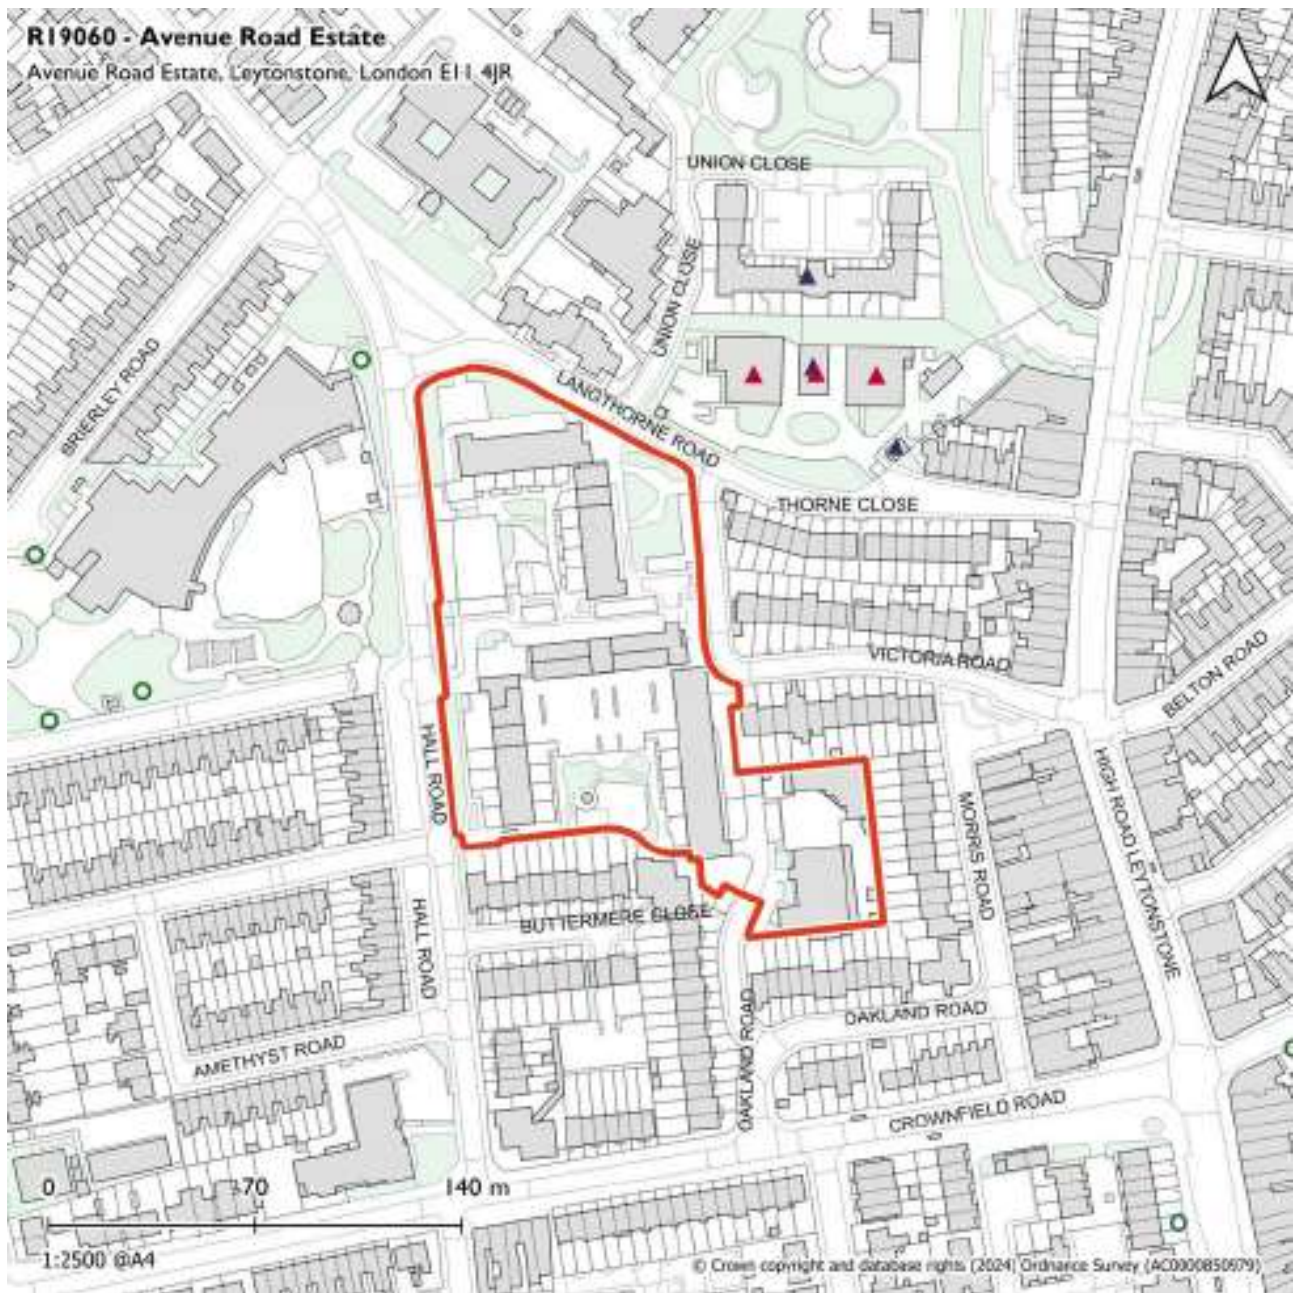 R19060 - Avenue Road Estate
Avenue Road Estate, Leytonstone, London E11 4JR
UNION CLOSE
UNION CLOSE
BRIERLEY ROAD
LANGTHORNE ROAD
THORNE CLOSE
VICTORIA ROAD
BELTON ROAD
HALL ROAD
HIGH ROAD LEYTONSTONE
MORRIS ROAD
HALL ROAD
BUTTERMERE CLOSE
OAKLAND ROAD
OAKLAND ROAD
AMETHYST ROAD
CROWNFIELD ROAD
0 70 140 m
1:2500 @A4
© Crown copyright and database rights (2024) Ordnance Survey (AC0000850979)